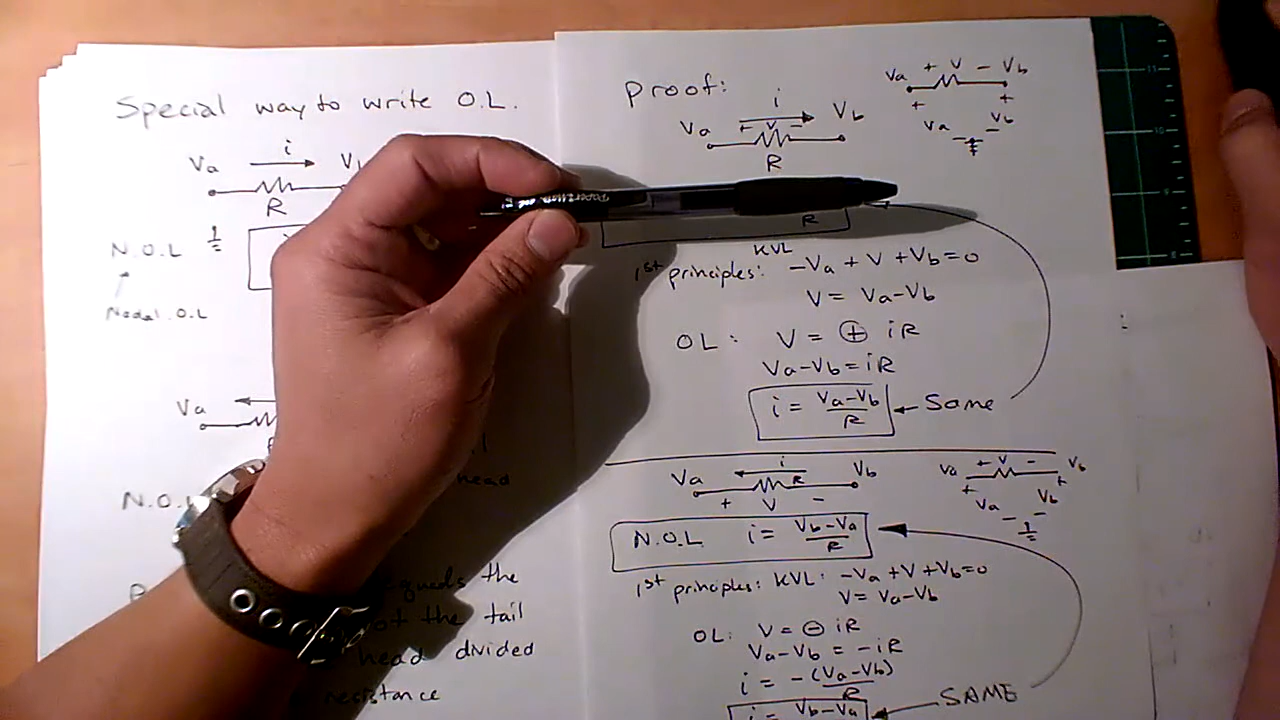 Special way to write O.L.
Va i
R
N.O.L
Nodal O.L
Va
N.O.
head
the
the tail
head divided
resistance
proof:
Va i Vb
+ V -
R
Va + V - Vb
+ +
Va - - Vb
R
KVL
1st principles: -Va + V + Vb = 0
V = Va-Vb
OL: V = ⊕ iR
Va-Vb = iR
i = Va-Vb / R ← Same
Va i Vb
R
+ V -
Va + V - Vb
+ +
Va - - Vb
N.O.L i = Vb-Va / R
1st principles: KVL: -Va + V + Vb = 0
V = Va-Vb
OL: V = ⊖ iR
Va-Vb = -iR
i = -(Va-Vb) / R
i = Vb-Va ← SAME